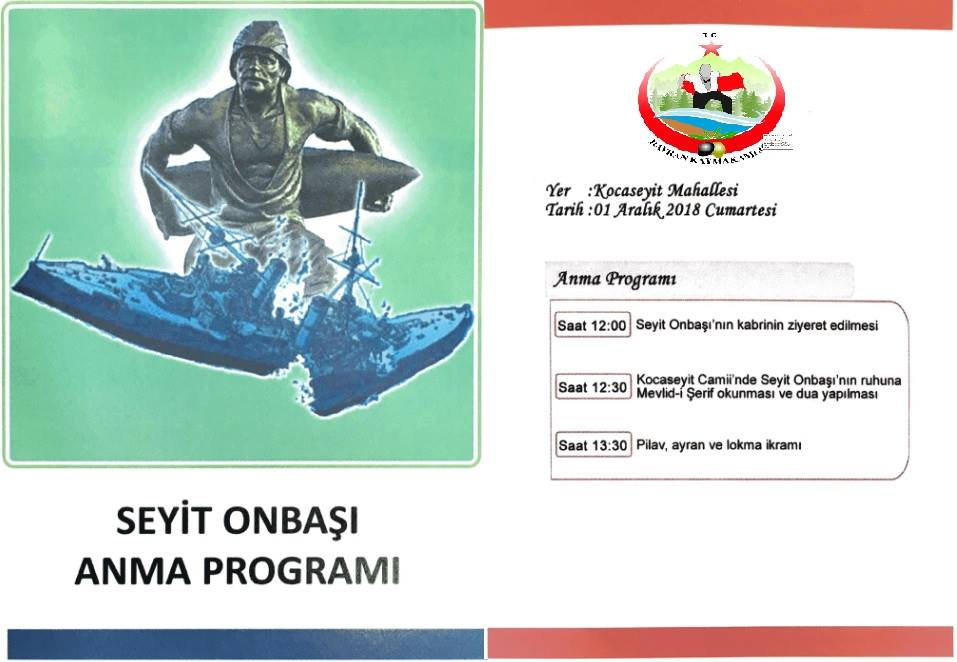 SEYİT ONBAŞI
ANMA PROGRAMI
T.C.
HAVRAN KAYMAKAMLIĞI
Yer :Kocaseyit Mahallesi
Tarih :01 Aralık 2018 Cumartesi
Anma Programı
Saat 12:00 Seyit Onbaşı'nın kabrinin ziyeret edilmesi
Saat 12:30 Kocaseyit Camii'nde Seyit Onbaşı'nın ruhuna
Mevlid-i Şerif okunması ve dua yapılması
Saat 13:30 Pilav, ayran ve lokma ikramı